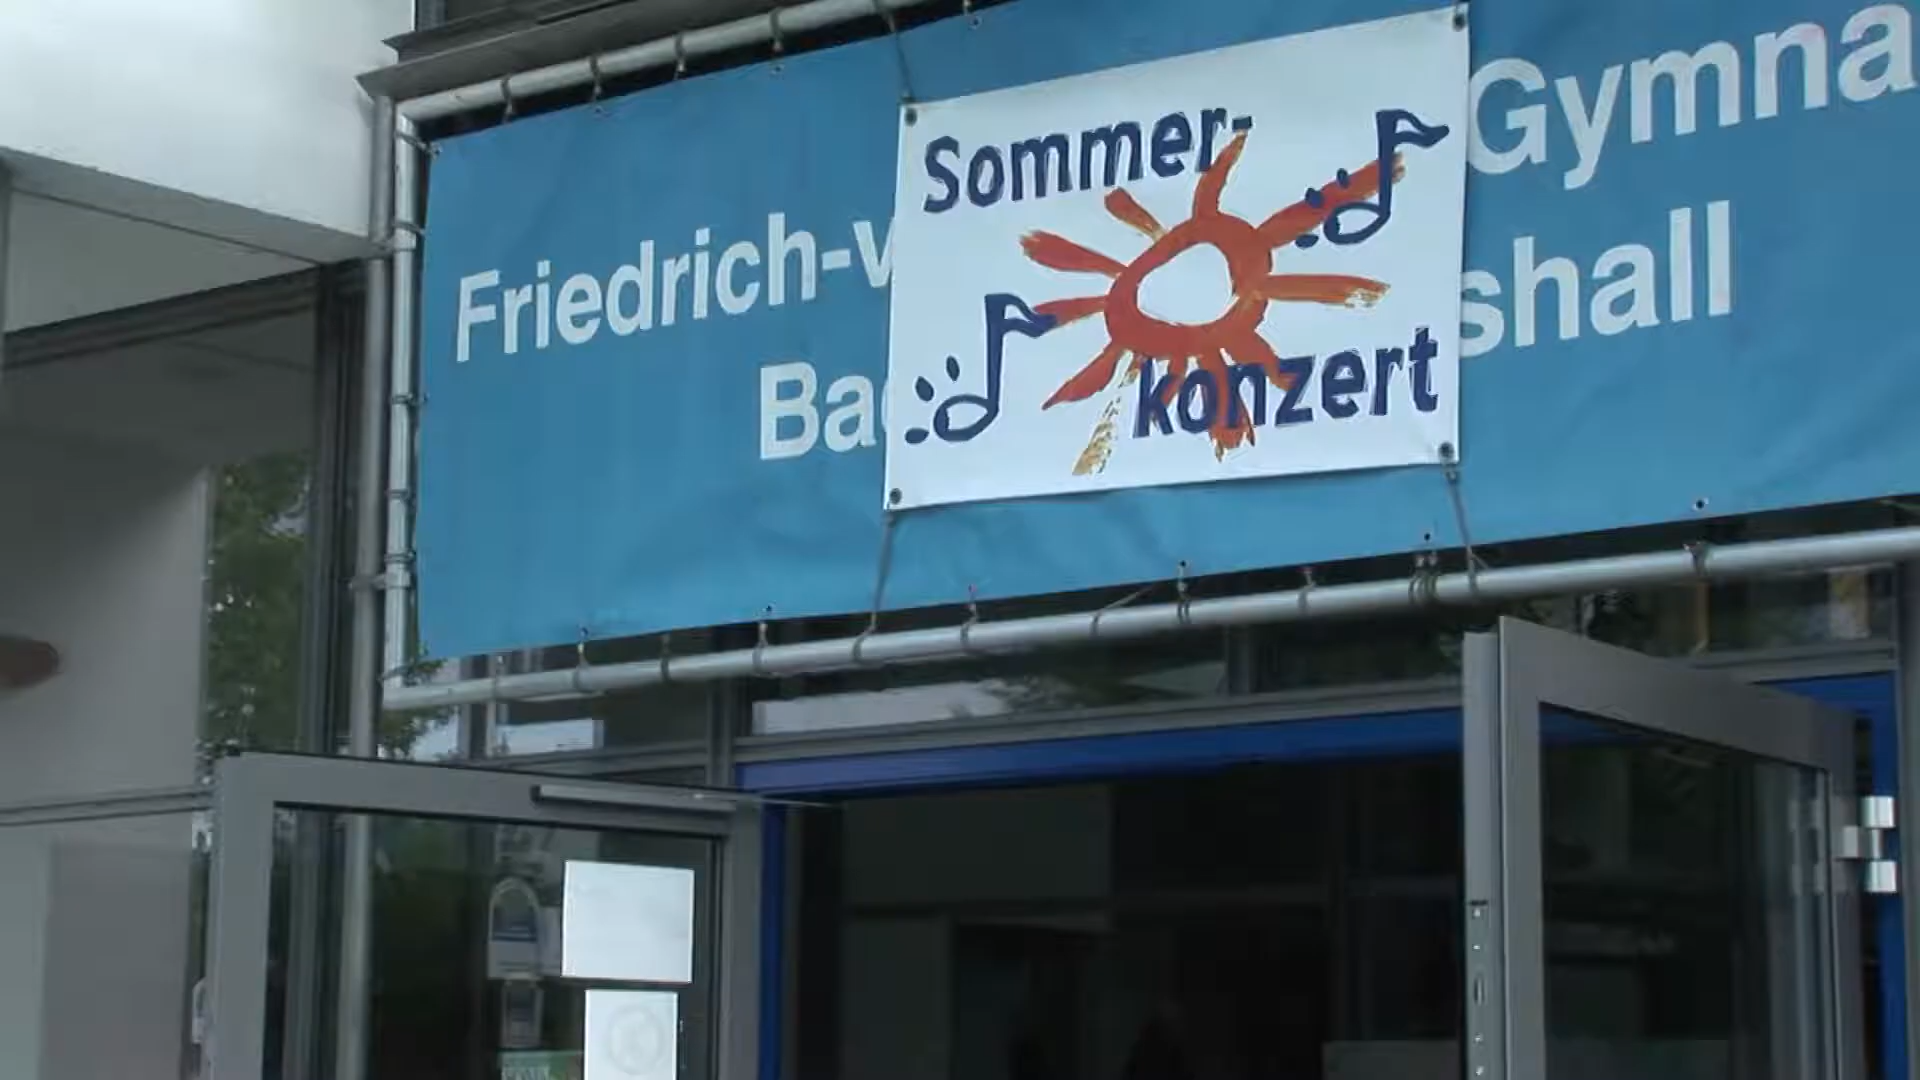 Sommer-
konzert
Friedrich-v Gymna
Ba shall